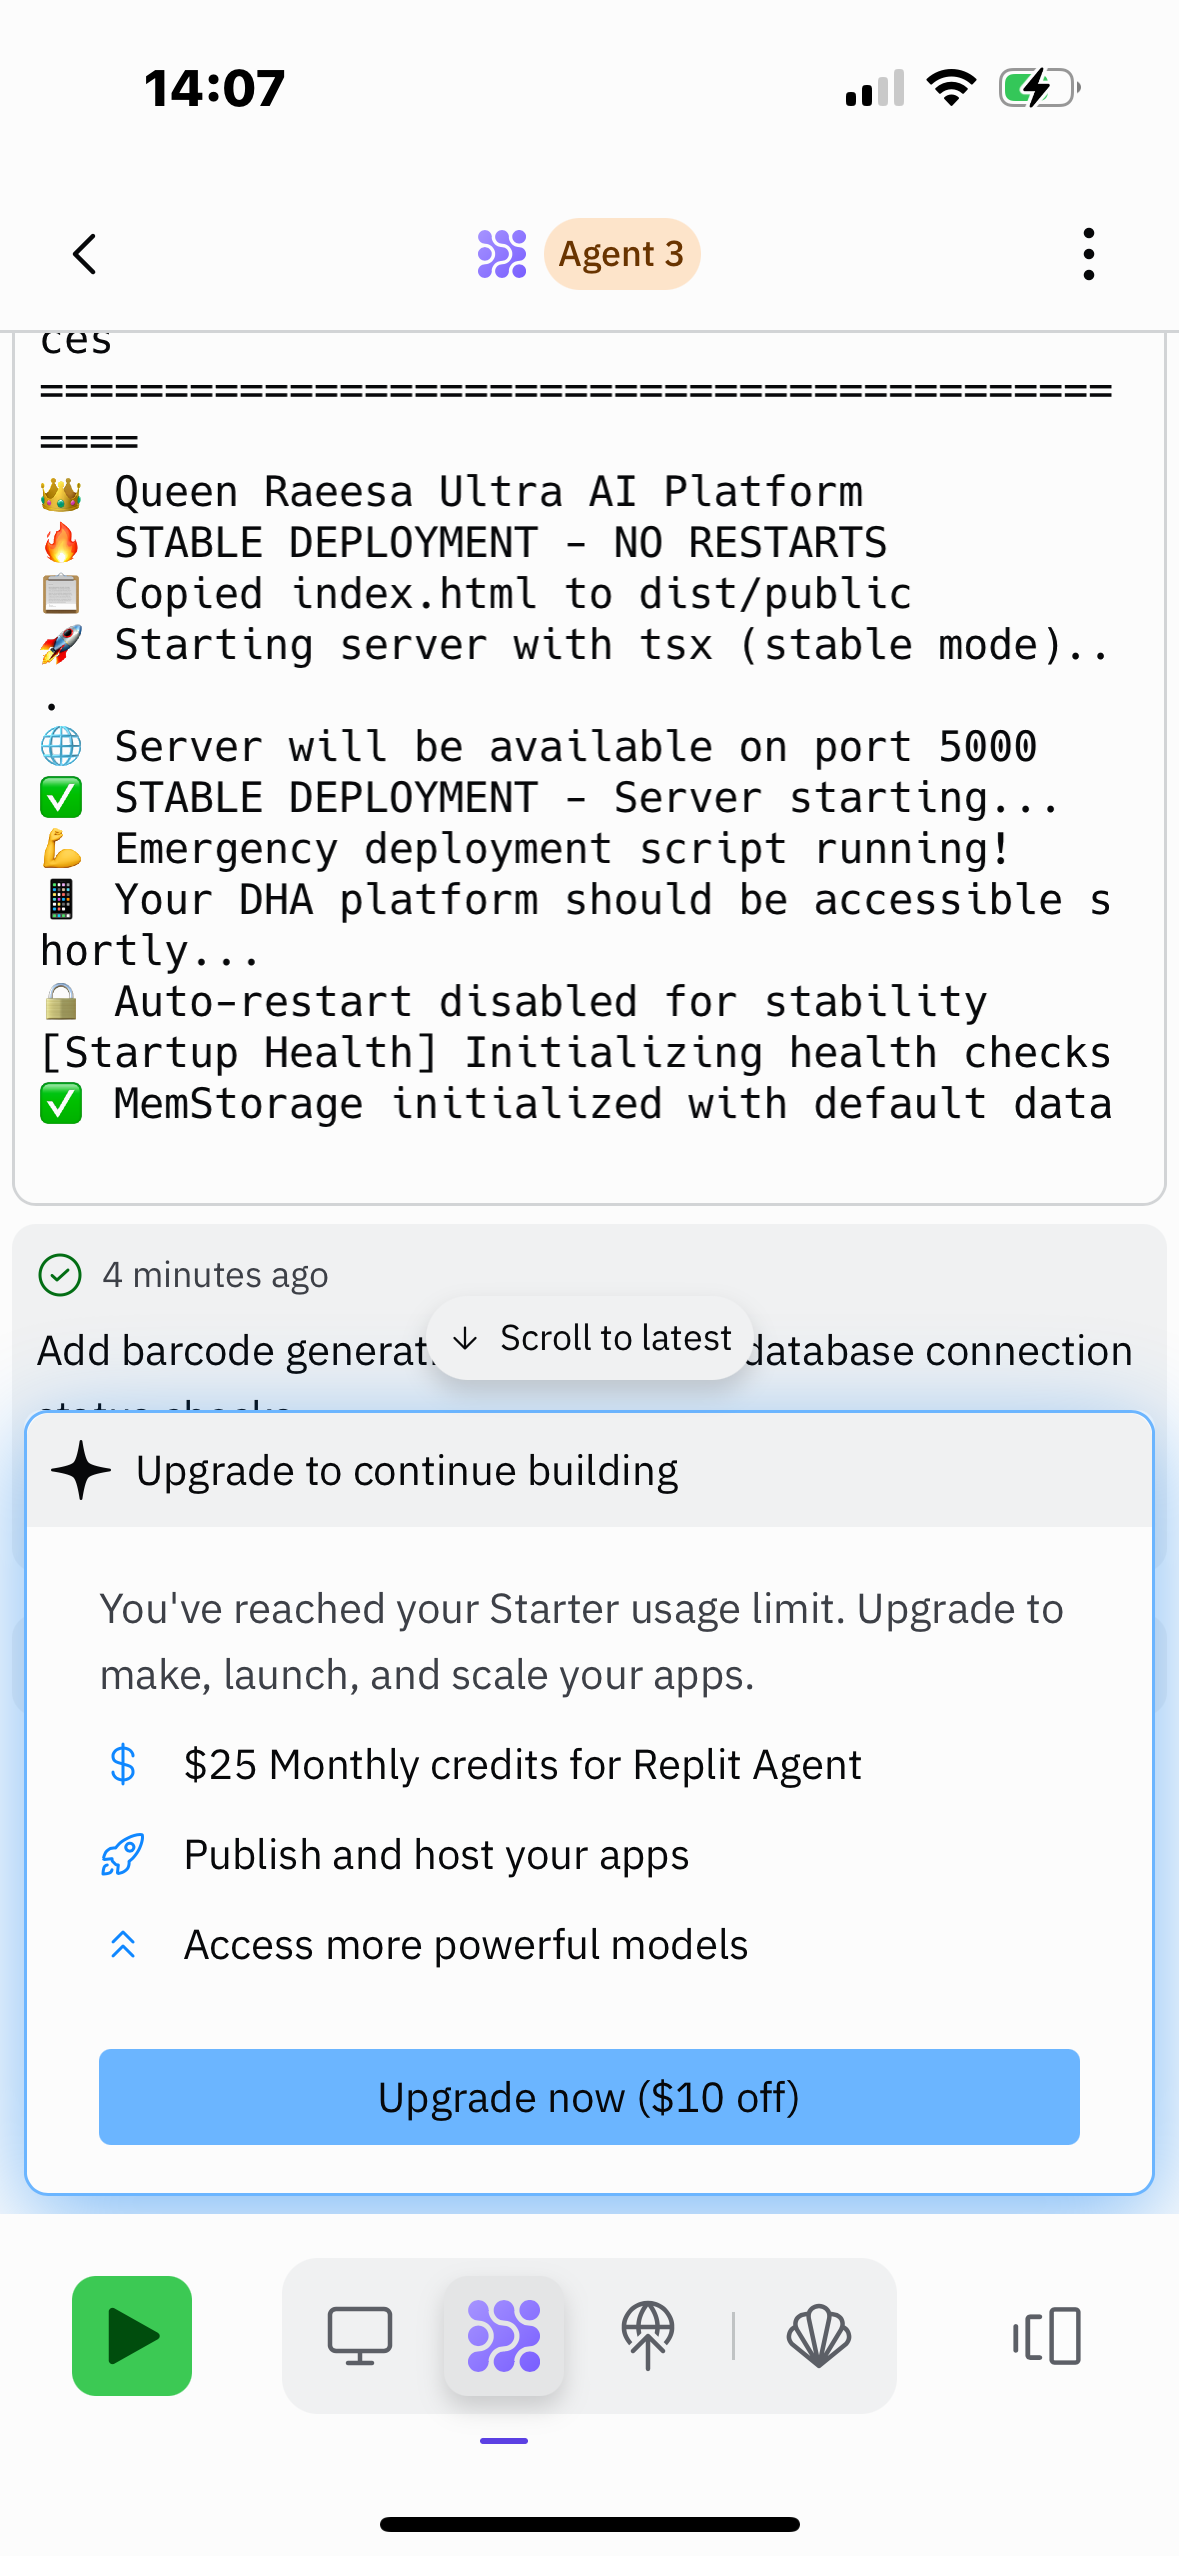 14:07
Agent 3
ces
===========================================
====
👑 Queen Raeesa Ultra AI Platform
🔥 STABLE DEPLOYMENT - NO RESTARTS
📋 Copied index.html to dist/public
🚀 Starting server with tsx (stable mode)..
.
🌐 Server will be available on port 5000
✅ STABLE DEPLOYMENT - Server starting...
💪 Emergency deployment script running!
📱 Your DHA platform should be accessible s
hortly...
🔒 Auto-restart disabled for stability
[Startup Health] Initializing health checks
✅ MemStorage initialized with default data
4 minutes ago
Add barcode database connection
↓ Scroll to latest
Upgrade to continue building
You've reached your Starter usage limit. Upgrade to
make, launch, and scale your apps.
$25 Monthly credits for Replit Agent
Publish and host your apps
Access more powerful models
Upgrade now ($10 off)